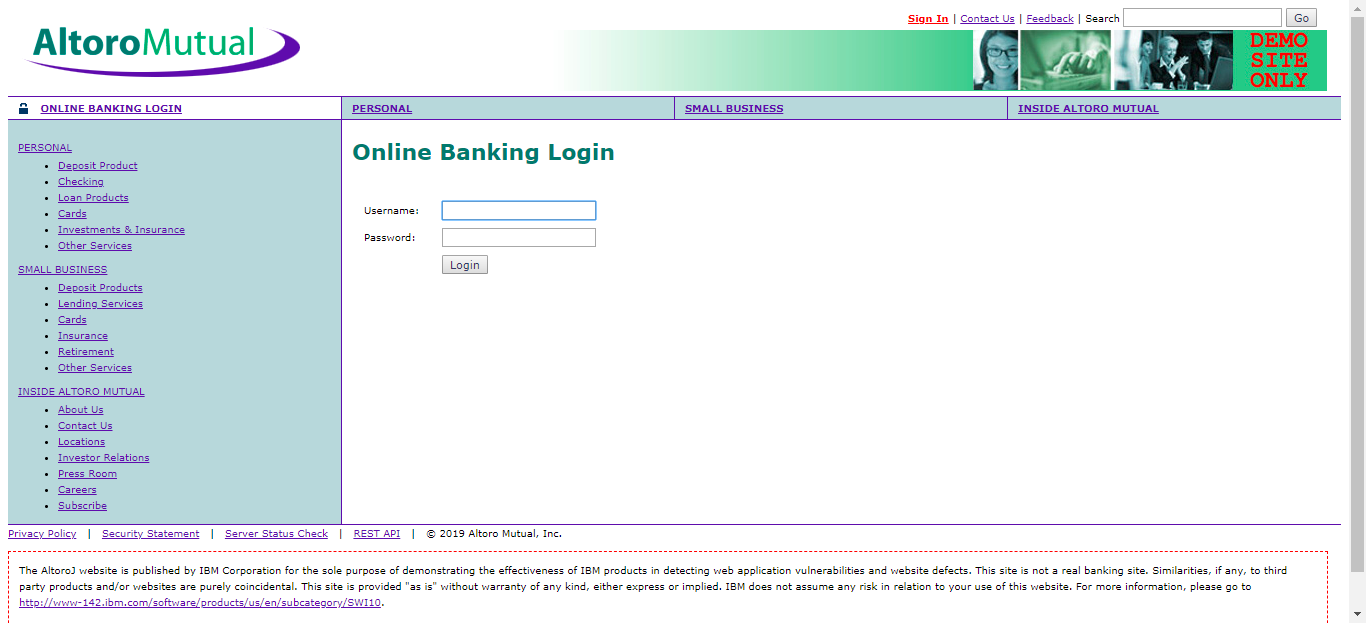 Sign In | Contact Us | Feedback | Search Go
AltoroMutual
DEMO
SITE
ONLY
ONLINE BANKING LOGIN
PERSONAL
SMALL BUSINESS
INSIDE ALTORO MUTUAL
PERSONAL
Deposit Product
Checking
Loan Products
Cards
Investments & Insurance
Other Services
SMALL BUSINESS
Deposit Products
Lending Services
Cards
Insurance
Retirement
Other Services
INSIDE ALTORO MUTUAL
About Us
Contact Us
Locations
Investor Relations
Press Room
Careers
Subscribe
Online Banking Login
Username:
Password:
Login
Privacy Policy | Security Statement | Server Status Check | REST API | © 2019 Altoro Mutual, Inc.
The AltoroJ website is published by IBM Corporation for the sole purpose of demonstrating the effectiveness of IBM products in detecting web application vulnerabilities and website defects. This site is not a real banking site. Similarities, if any, to third
party products and/or websites are purely coincidental. This site is provided "as is" without warranty of any kind, either express or implied. IBM does not assume any risk in relation to your use of this website. For more information, please go to
http://www-142.ibm.com/software/products/us/en/subcategory/SWI10.